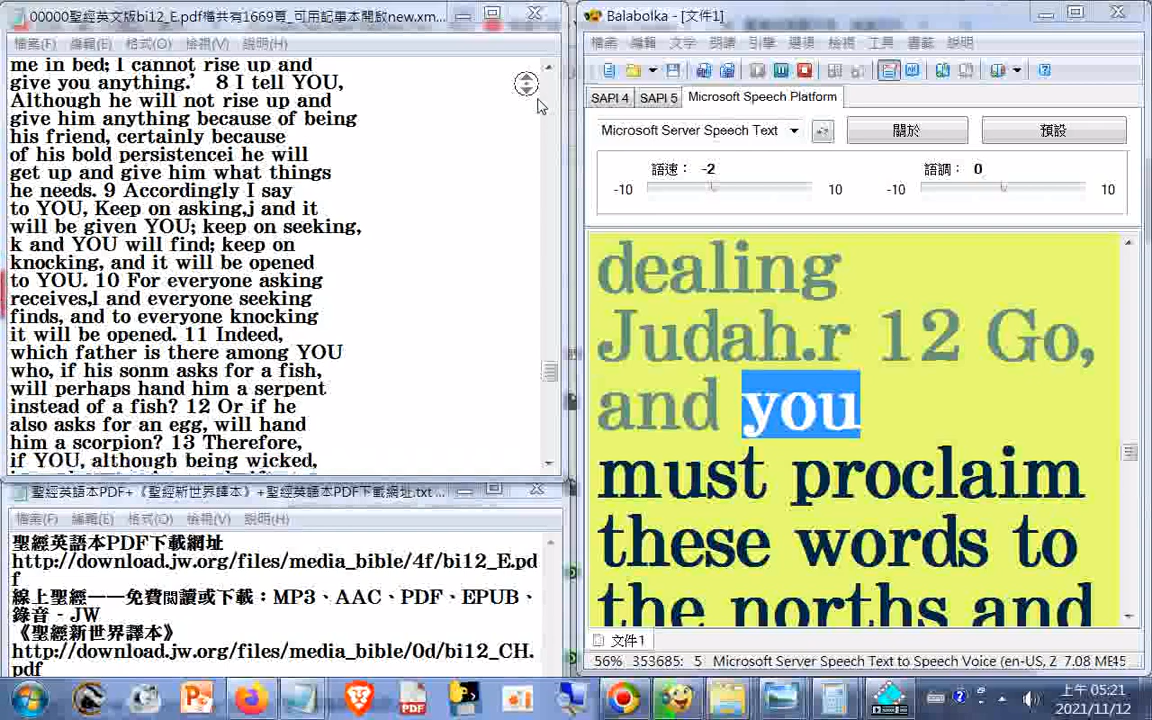 00000聖經英文版bi12_E.pdf檔共有1669頁_可用記事本開啟new.xm...
檔案(F) 編輯(E) 格式(O) 檢視(V) 說明(H)
me in bed; I cannot rise up and
give you anything.’ 8 I tell YOU,
Although he will not rise up and
give him anything because of being
his friend, certainly because
of his bold persistencei he will
get up and give him what things
he needs. 9 Accordingly I say
to YOU, Keep on asking,j and it
will be given YOU; keep on seeking,
k and YOU will find; keep on
knocking, and it will be opened
to YOU. 10 For everyone asking
receives,l and everyone seeking
finds, and to everyone knocking
it will be opened. 11 Indeed,
which father is there among YOU
who, if his sonm asks for a fish,
will perhaps hand him a serpent
instead of a fish? 12 Or if he
also asks for an egg, will hand
him a scorpion? 13 Therefore,
if YOU, although being wicked,
聖經英語本PDF+《聖經新世界譯本》+聖經英語本PDF下載網址.txt ...
檔案(F) 編輯(E) 格式(O) 檢視(V) 說明(H)
聖經英語本PDF下載網址
http://download.jw.org/files/media_bible/4f/bi12_E.pd
f
線上聖經——免費閱讀或下載：MP3、AAC、PDF、EPUB、
錄音 - JW
《聖經新世界譯本》
http://download.jw.org/files/media_bible/0d/bi12_CH.
pdf
Balabolka - [文件1]
檔案 編輯 文字 朗讀 引擎 選項 檢視 工具 書籤 說明
SAPI 4 SAPI 5 Microsoft Speech Platform
Microsoft Server Speech Text 關於 預設
語速： -2 語調： 0
-10 10 -10 10
dealing
Judah.r 12 Go,
and you
must proclaim
these words to
the norths and
文件1
56% 353685: 5 Microsoft Server Speech Text to Speech Voice (en-US, Z 7.08 ME45
上午 05:21
2021/11/12